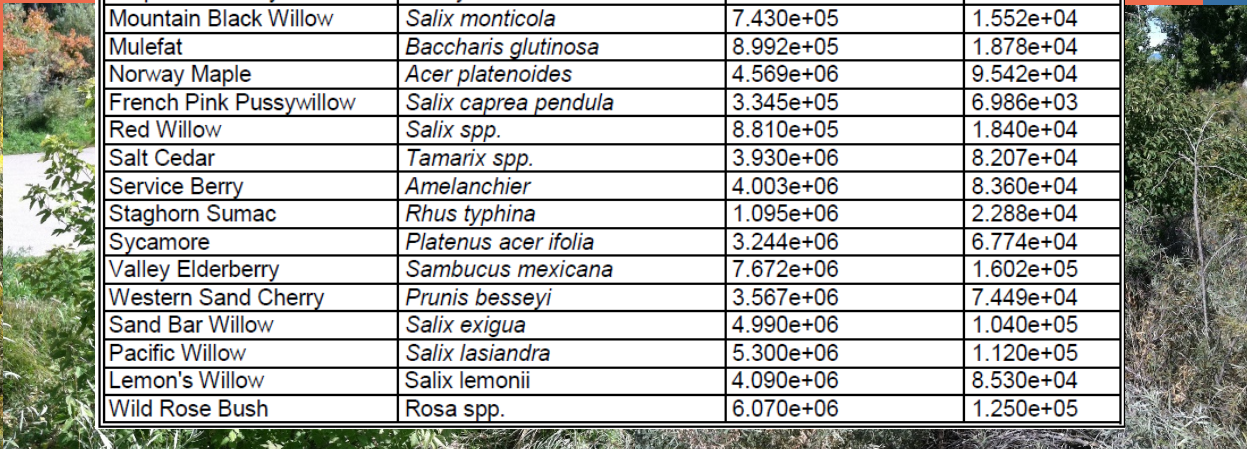 Mountain Black Willow Salix monticola 7.430e+05 1.552e+04
Mulefat Baccharis glutinosa 8.992e+05 1.878e+04
Norway Maple Acer platenoides 4.569e+06 9.542e+04
French Pink Pussywillow Salix caprea pendula 3.345e+05 6.986e+03
Red Willow Salix spp. 8.810e+05 1.840e+04
Salt Cedar Tamarix spp. 3.930e+06 8.207e+04
Service Berry Amelanchier 4.003e+06 8.360e+04
Staghorn Sumac Rhus typhina 1.095e+06 2.288e+04
Sycamore Platenus acer ifolia 3.244e+06 6.774e+04
Valley Elderberry Sambucus mexicana 7.672e+06 1.602e+05
Western Sand Cherry Prunis besseyi 3.567e+06 7.449e+04
Sand Bar Willow Salix exigua 4.990e+06 1.040e+05
Pacific Willow Salix lasiandra 5.300e+06 1.120e+05
Lemon's Willow Salix lemonii 4.090e+06 8.530e+04
Wild Rose Bush Rosa spp. 6.070e+06 1.250e+05